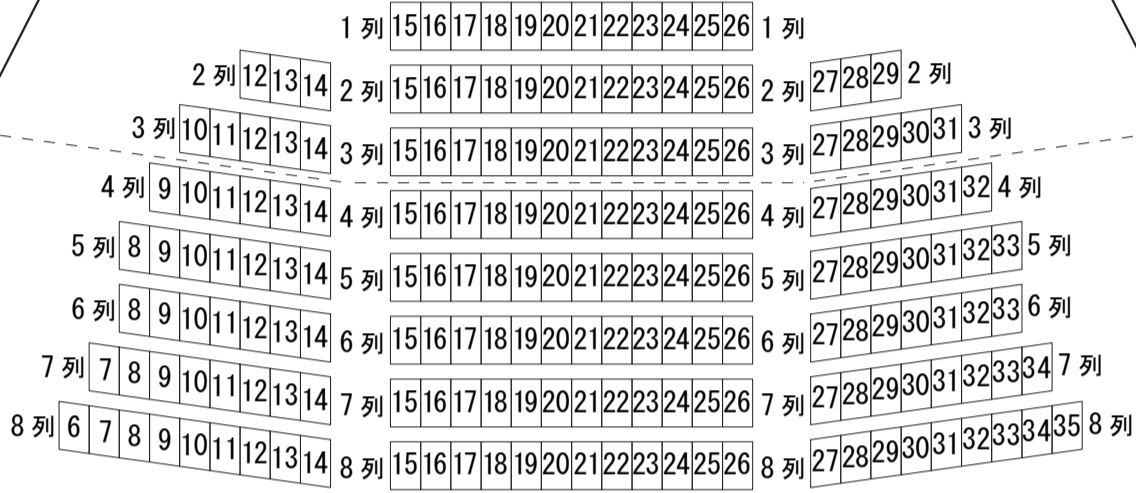 1列 15 16 17 18 19 20 21 22 23 24 25 26 1列
2列 12 13 14 2列 15 16 17 18 19 20 21 22 23 24 25 26 2列 27 28 29 2列
3列 10 11 12 13 14 3列 15 16 17 18 19 20 21 22 23 24 25 26 3列 27 28 29 30 31 3列
4列 9 10 11 12 13 14 4列 15 16 17 18 19 20 21 22 23 24 25 26 4列 27 28 29 30 31 32 4列
5列 8 9 10 11 12 13 14 5列 15 16 17 18 19 20 21 22 23 24 25 26 5列 27 28 29 30 31 32 33 5列
6列 8 9 10 11 12 13 14 6列 15 16 17 18 19 20 21 22 23 24 25 26 6列 27 28 29 30 31 32 33 6列
7列 7 8 9 10 11 12 13 14 7列 15 16 17 18 19 20 21 22 23 24 25 26 7列 27 28 29 30 31 32 33 34 7列
8列 6 7 8 9 10 11 12 13 14 8列 15 16 17 18 19 20 21 22 23 24 25 26 8列 27 28 29 30 31 32 33 34 35 8列